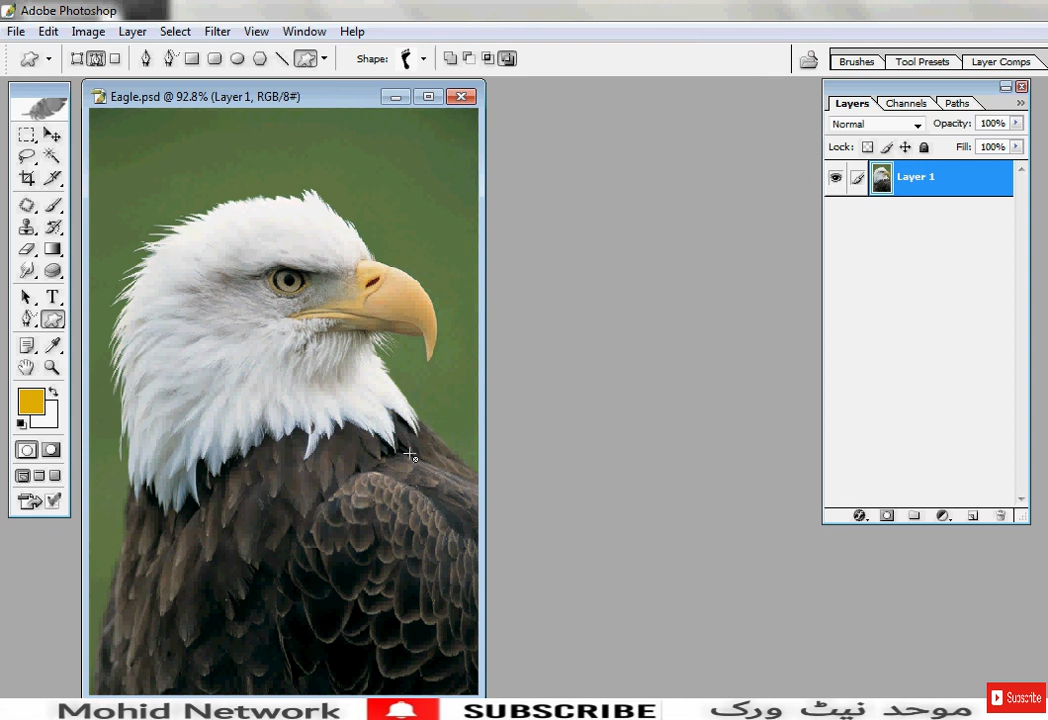 Adobe Photoshop
File Edit Image Layer Select Filter View Window Help
Shape:
Brushes Tool Presets Layer Comps
Eagle.psd @ 92.8% (Layer 1, RGB/8#)
Layers Channels Paths
Normal Opacity: 100%
Lock: Fill: 100%
Layer 1
T
Subscribe
Mohid Network SUBSCRIBE موحد نیٹ ورک